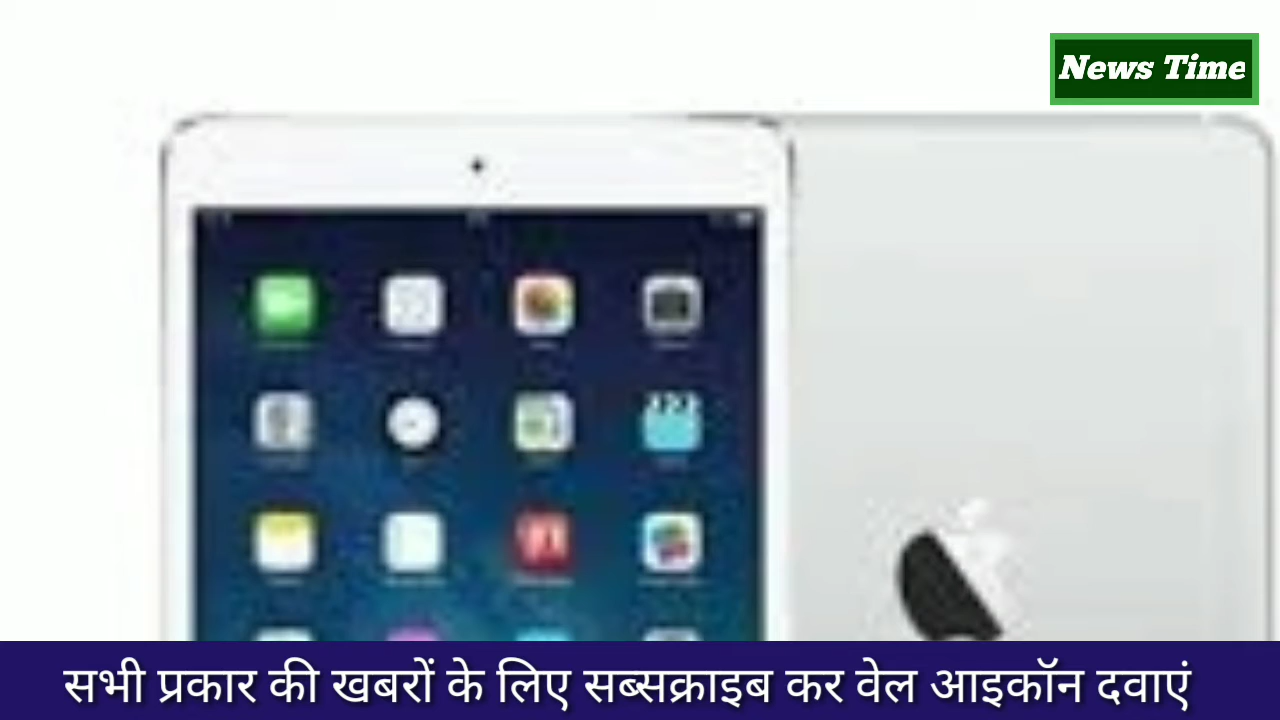 News Time
सभी प्रकार की खबरों के लिए सब्सक्राइब कर वेल आइकॉन दवाएं